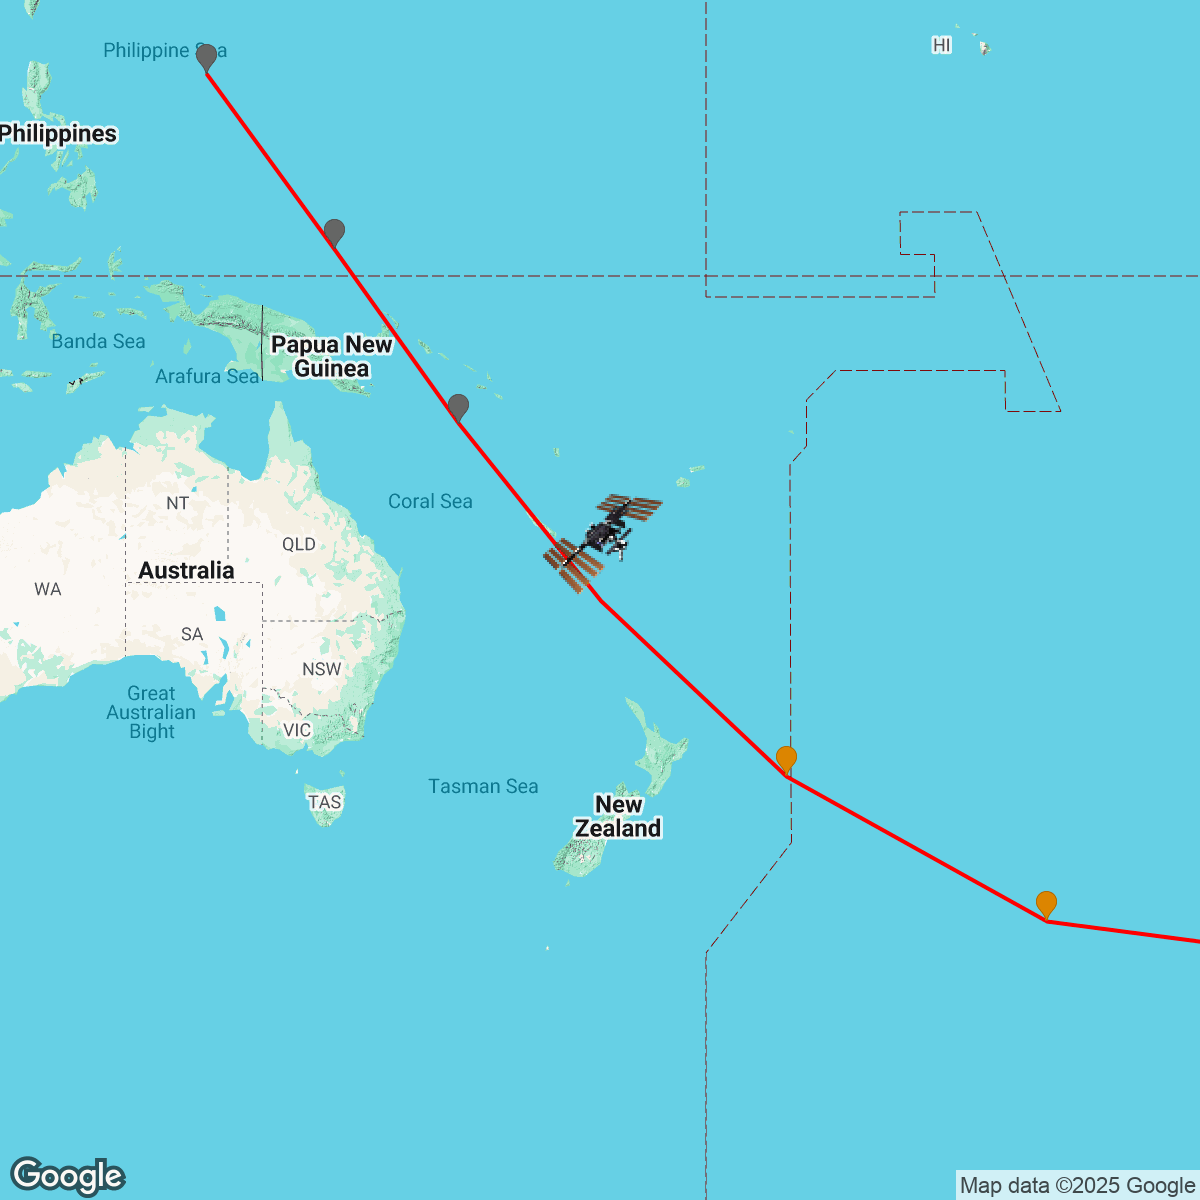 HI
Philippine Sea
Philippines
Banda Sea
Papua New
Guinea
Arafura Sea
Coral Sea
NT
QLD
Australia
WA
SA
NSW
Great
Australian
Bight
VIC
TAS
Tasman Sea
New
Zealand
Google
Map data ©2025 Google